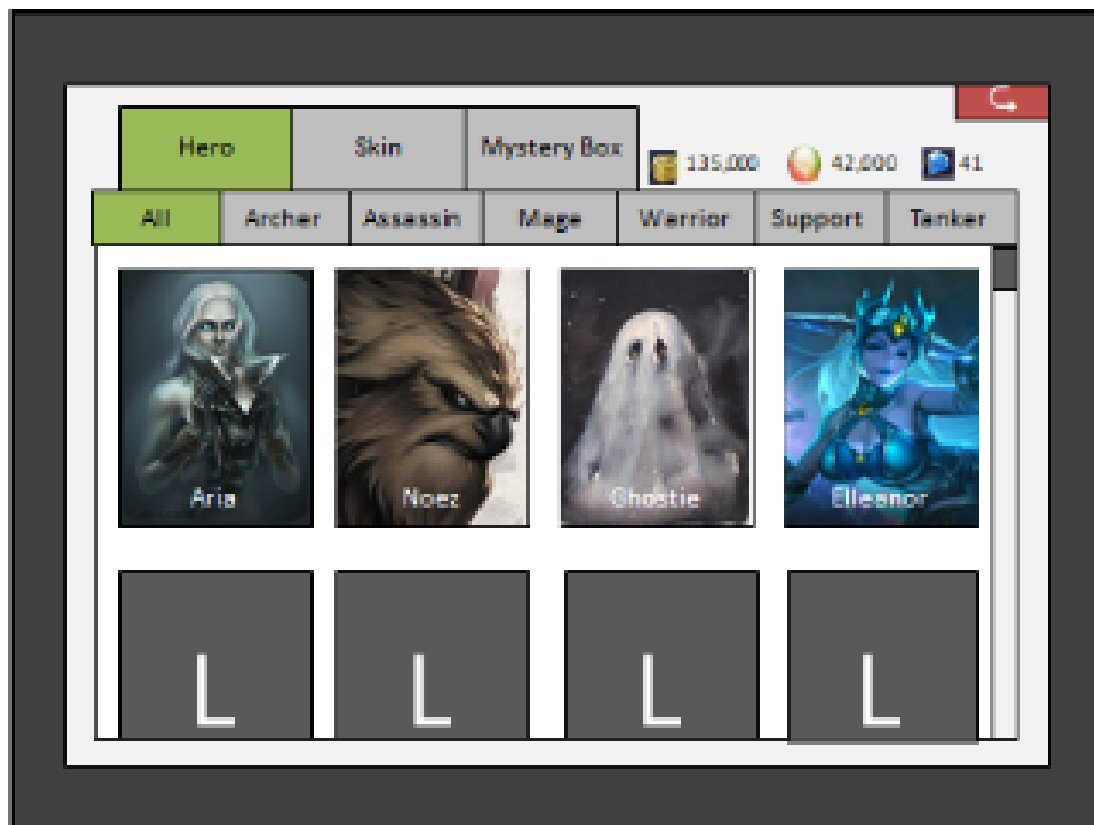 Hero Skin Mystery Box 135,000 42,000 41
All Archer Assassin Mage Warrior Support Tanker
Aria Noez Ghostie Elleanor
L L L L